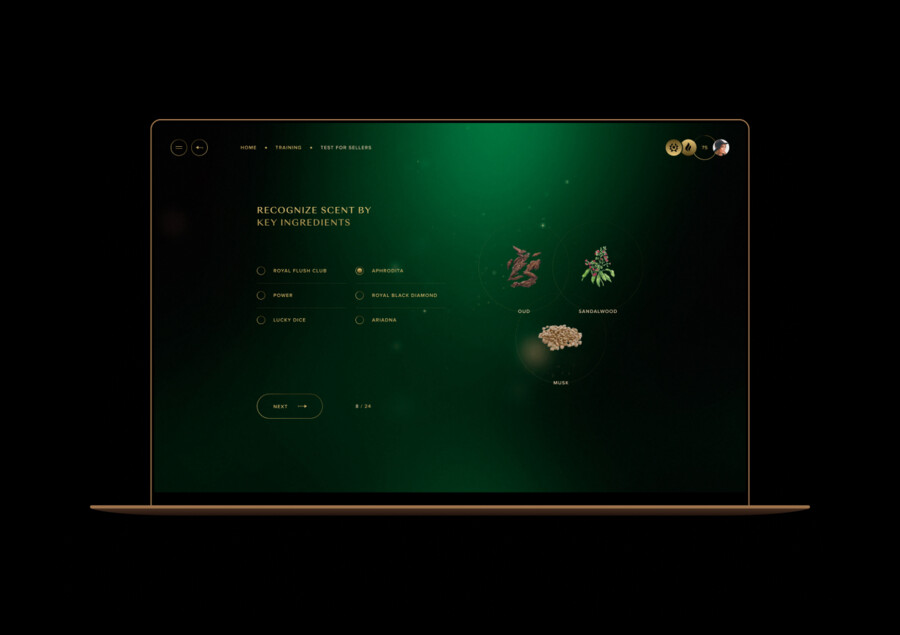 HOME • TRAINING • TEST FOR SELLERS
75
RECOGNIZE SCENT BY
KEY INGREDIENTS
ROYAL FLUSH CLUB
APHRODITA
POWER
ROYAL BLACK DIAMOND
LUCKY DICE
ARIADNA
OUD
SANDALWOOD
MUSK
NEXT
8 / 24